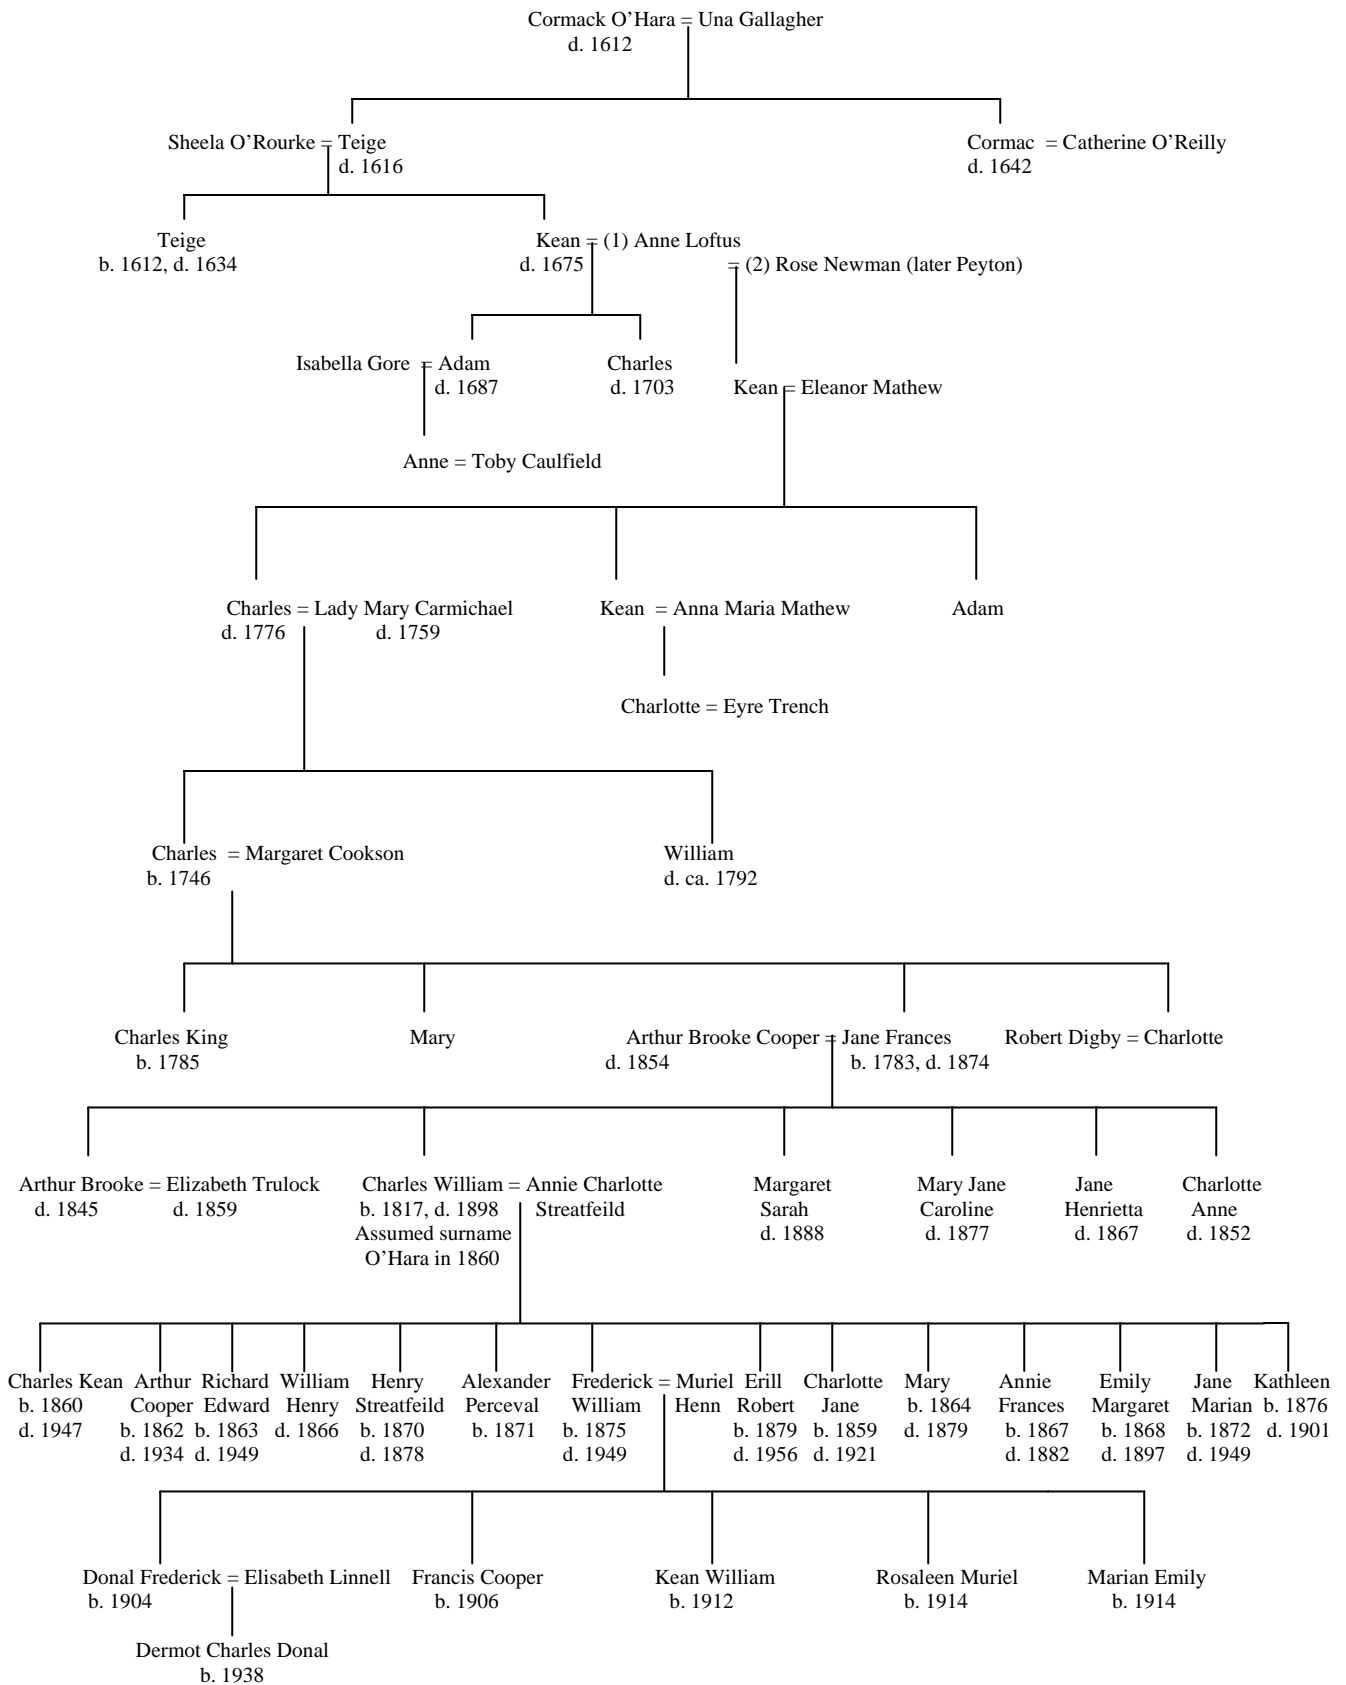 Cormack O’Hara = Una Gallagher
d. 1612
Sheela O’Rourke = Teige
d. 1616
Cormac = Catherine O’Reilly
d. 1642
Teige
b. 1612, d. 1634
Kean = (1) Anne Loftus
d. 1675
= (2) Rose Newman (later Peyton)
Isabella Gore = Adam
d. 1687
Charles
d. 1703
Kean = Eleanor Mathew
Anne = Toby Caulfield
Charles = Lady Mary Carmichael
d. 1776 d. 1759
Kean = Anna Maria Mathew
Adam
Charlotte = Eyre Trench
Charles = Margaret Cookson
b. 1746
William
d. ca. 1792
Charles King
b. 1785
Mary
Arthur Brooke Cooper = Jane Frances
d. 1854 b. 1783, d. 1874
Robert Digby = Charlotte
Arthur Brooke = Elizabeth Trulock
d. 1845 d. 1859
Charles William = Annie Charlotte
b. 1817, d. 1898 Streatfeild
Assumed surname
O’Hara in 1860
Margaret
Sarah
d. 1888
Mary Jane
Caroline
d. 1877
Jane
Henrietta
d. 1867
Charlotte
Anne
d. 1852
Charles Kean
b. 1860
d. 1947
Arthur
Cooper
b. 1862
d. 1934
Richard
Edward
b. 1863
d. 1949
William
Henry
d. 1866
Henry
Streatfeild
b. 1870
d. 1878
Alexander
Perceval
b. 1871
Frederick = Muriel
William Henn
b. 1875
d. 1949
Erill
Robert
b. 1879
d. 1956
Charlotte
Jane
b. 1859
d. 1921
Mary
b. 1864
d. 1879
Annie
Frances
b. 1867
d. 1882
Emily
Margaret
b. 1868
d. 1897
Jane
Marian
b. 1872
d. 1949
Kathleen
b. 1876
d. 1901
Donal Frederick = Elisabeth Linnell
b. 1904
Francis Cooper
b. 1906
Kean William
b. 1912
Rosaleen Muriel
b. 1914
Marian Emily
b. 1914
Dermot Charles Donal
b. 1938